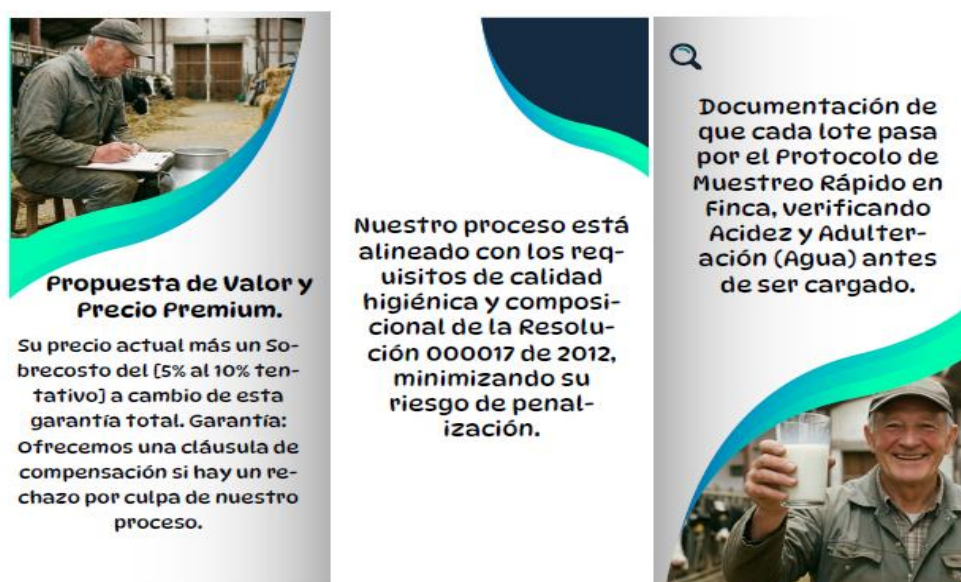 Propuesta de Valor y
Precio Premium.
Su precio actual más un So-
brecosto del [5% al 10% ten-
tativo] a cambio de esta
garantía total. Garantía:
Ofrecemos una cláusula de
compensación si hay un re-
chazo por culpa de nuestro
proceso.
Nuestro proceso está
alineado con los req-
uisitos de calidad
higiénica y composi-
cional de la Resolu-
ción 000017 de 2012,
minimizando su
riesgo de penal-
ización.
Documentación de
que cada lote pasa
por el Protocolo de
Muestreo Rápido en
Finca, verificando
Acidez y Adulter-
ación (Agua) antes
de ser cargado.